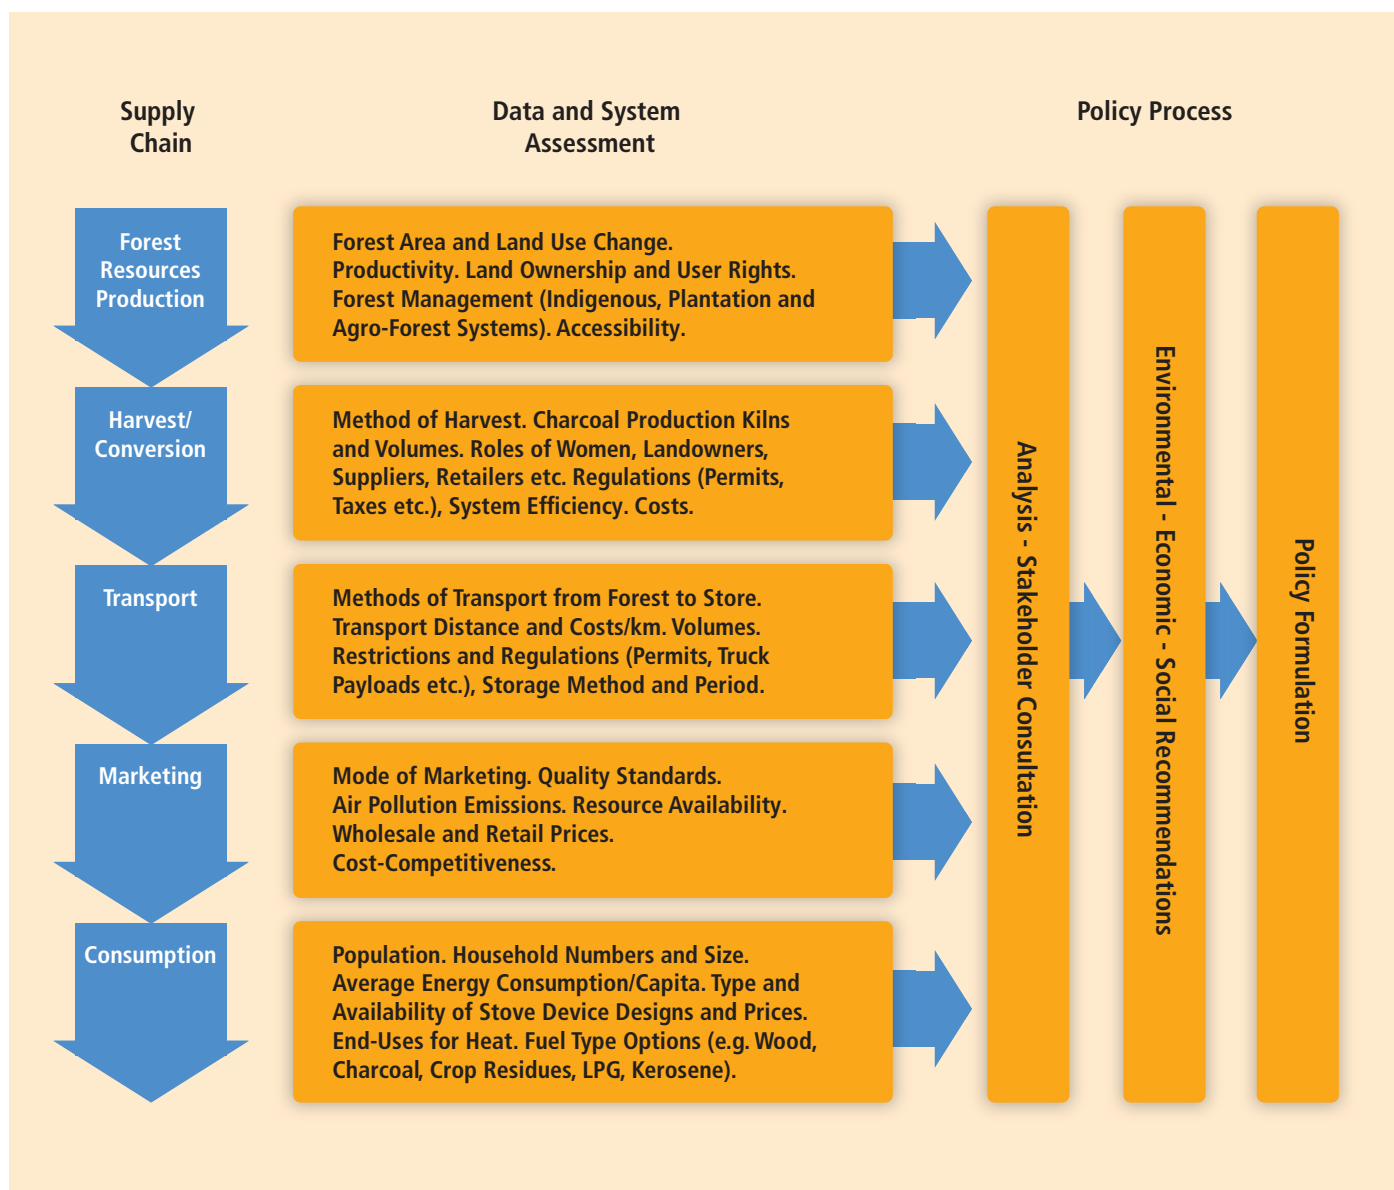 Supply
Chain
Data and System
Assessment
Policy Process
Forest
Resources
Production
Forest Area and Land Use Change.
Productivity. Land Ownership and User Rights.
Forest Management (Indigenous, Plantation and
Agro-Forest Systems). Accessibility.
Harvest/
Conversion
Method of Harvest. Charcoal Production Kilns
and Volumes. Roles of Women, Landowners,
Suppliers, Retailers etc. Regulations (Permits,
Taxes etc.), System Efficiency. Costs.
Transport
Methods of Transport from Forest to Store.
Transport Distance and Costs/km. Volumes.
Restrictions and Regulations (Permits, Truck
Payloads etc.), Storage Method and Period.
Marketing
Mode of Marketing. Quality Standards.
Air Pollution Emissions. Resource Availability.
Wholesale and Retail Prices.
Cost-Competitiveness.
Consumption
Population. Household Numbers and Size.
Average Energy Consumption/Capita. Type and
Availability of Stove Device Designs and Prices.
End-Uses for Heat. Fuel Type Options (e.g. Wood,
Charcoal, Crop Residues, LPG, Kerosene).
Analysis - Stakeholder Consultation
Environmental - Economic - Social Recommendations
Policy Formulation